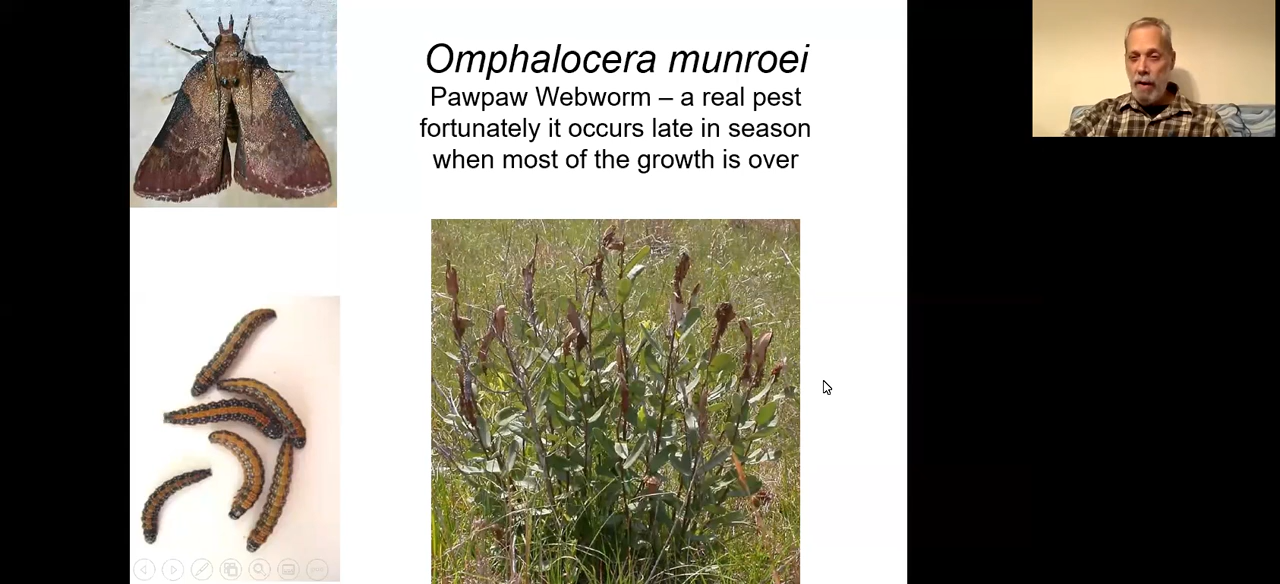 Omphalocera munroei
Pawpaw Webworm – a real pest
fortunately it occurs late in season
when most of the growth is over